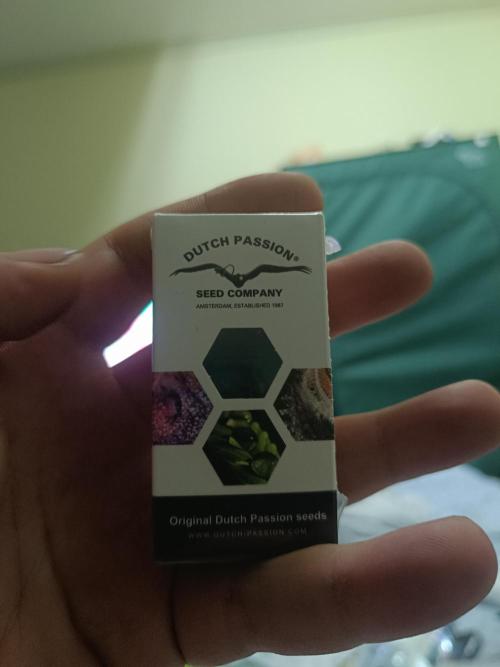 DUTCH PASSION®
SEED COMPANY
AMSTERDAM, ESTABLISHED 1987
Original Dutch Passion seeds
WWW.DUTCH-PASSION.COM